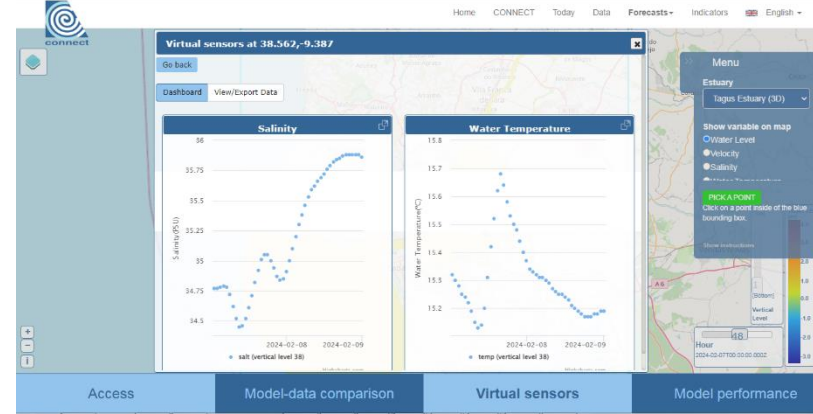 Home CONNECT Today Data Forecasts Indicators English
connect
Virtual sensors at 38.562,-9.387
Go back
Dashboard View/Export Data
Salinity
36
35.75
35.5
35.25
35
34.75
34.5
Salinity(PSU)
2024-02-08 2024-02-09
salt (vertical level 38)
Water Temperature
15.8
15.7
15.6
15.5
15.4
15.3
15.2
Water Temperature(ºC)
2024-02-08 2024-02-09
temp (vertical level 38)
Menu
Estuary
Tagus Estuary (3D)
Show variable on map
Water Level
Velocity
Salinity
PICK A POINT
Click on a point inside of the blue
bounding box.
Show instructions
A 6
1
(Bottom)
Vertical
Level
1.0
0.0
-1.0
-2.0
-3.0
48
Hour
2024-02-07T00:00:00.000Z
+
−
i
Access Model-data comparison Virtual sensors Model performance